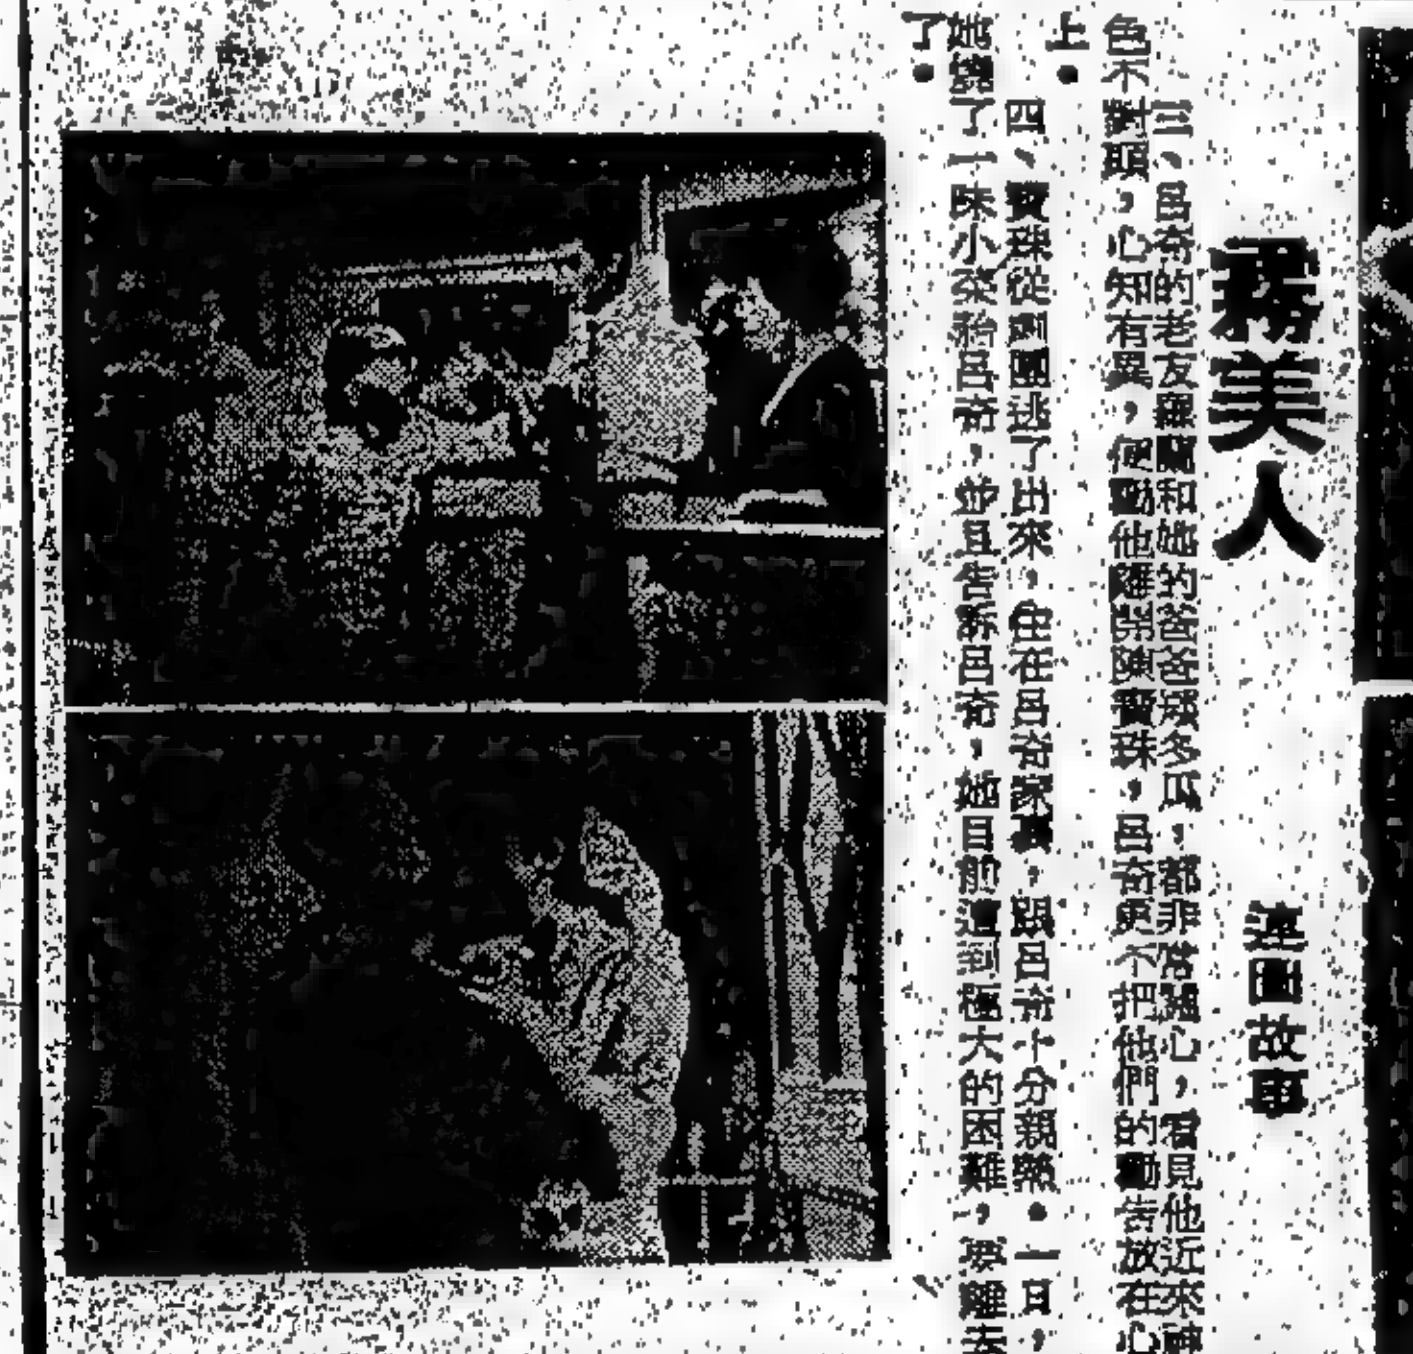 霧美人
連圖故事
三、呂奇的老友羅蘭和她的爸爸矮多瓜，都非常關心，看見他近來神
色不對頭，心知有異，便勸他離開陳寶珠，呂奇更不把他們的勸告放在心
上。
四、寶珠從劇團逃了出來，住在呂奇家裏，跟呂奇十分親熱。一日，
她燒了一味小菜給呂奇，並且告訴呂奇，她目前遭到極大的困難，要離去
了。